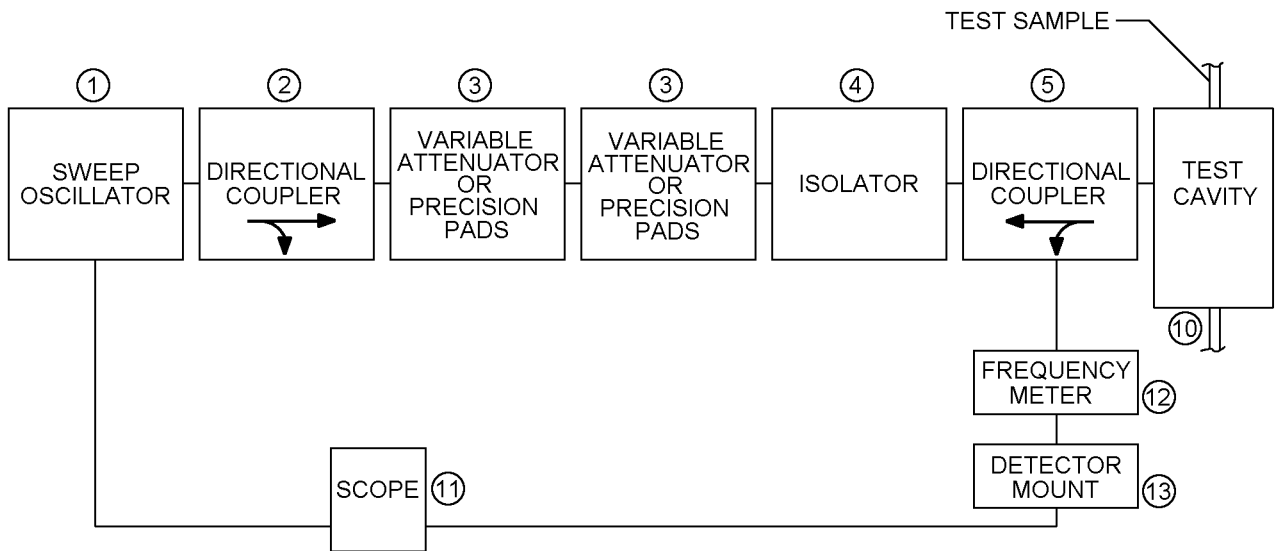 TEST SAMPLE
1
2
3
3
4
5
SWEEP
OSCILLATOR
DIRECTIONAL
COUPLER
VARIABLE
ATTENUATOR
OR
PRECISION
PADS
VARIABLE
ATTENUATOR
OR
PRECISION
PADS
ISOLATOR
DIRECTIONAL
COUPLER
TEST
CAVITY
10
FREQUENCY
METER
12
DETECTOR
MOUNT
13
SCOPE
11